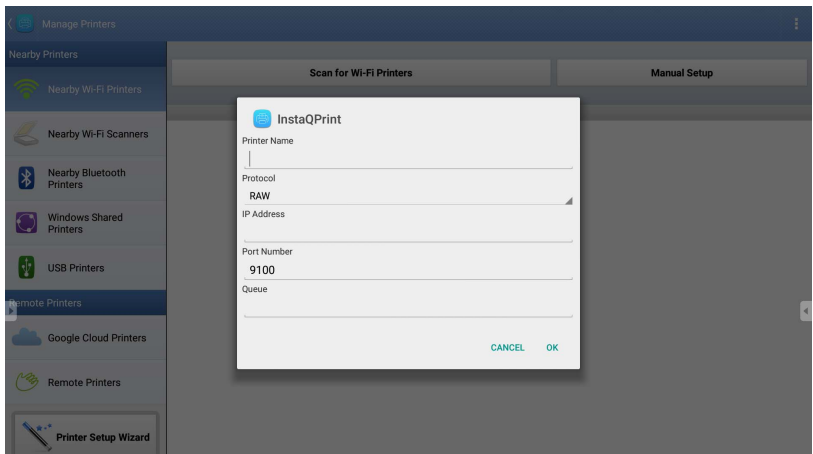 Manage Printers
Nearby Printers
Nearby Wi-Fi Printers
Nearby Wi-Fi Scanners
Nearby Bluetooth
Printers
Windows Shared
Printers
USB Printers
Remote Printers
Google Cloud Printers
Remote Printers
Printer Setup Wizard
Scan for Wi-Fi Printers
Manual Setup
InstaQPrint
Printer Name
Protocol
RAW
IP Address
Port Number
9100
Queue
CANCEL
OK